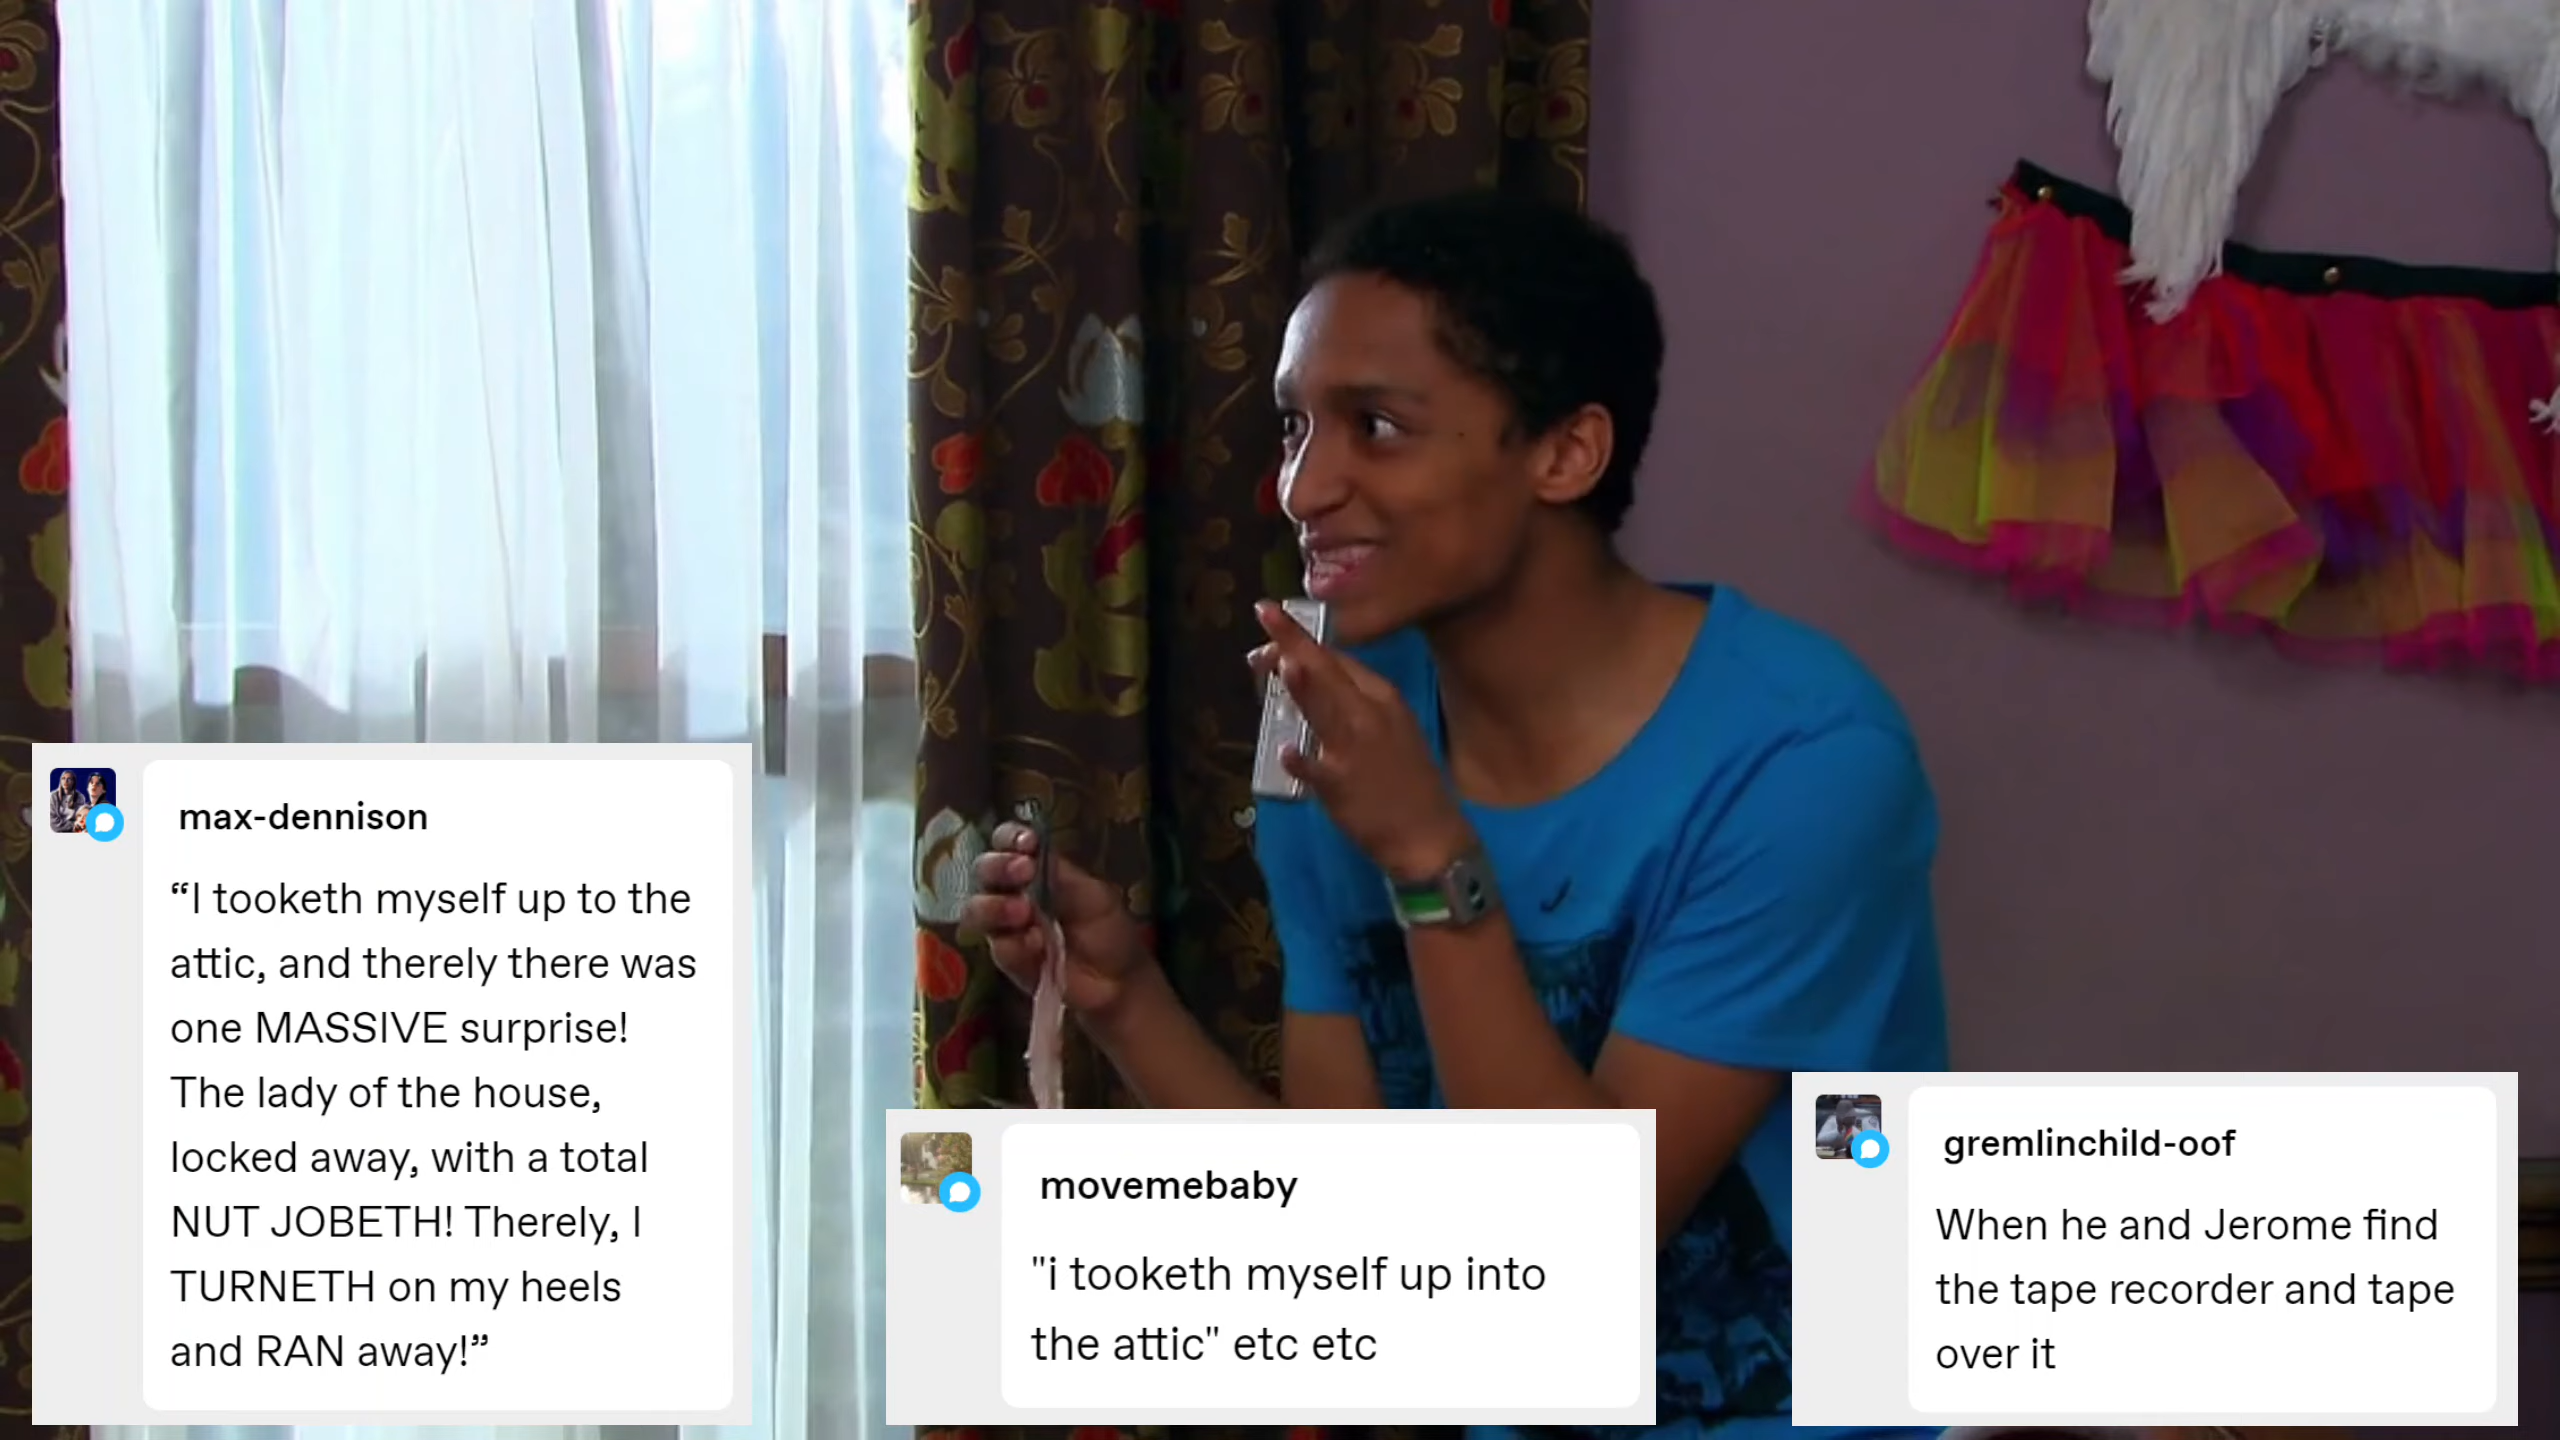 max-dennison
“I tooketh myself up to the
attic, and therely there was
one MASSIVE surprise!
The lady of the house,
locked away, with a total
NUT JOBETH! Therely, I
TURNETH on my heels
and RAN away!”
movemebaby
"i tooketh myself up into
the attic" etc etc
gremlinchild-oof
When he and Jerome find
the tape recorder and tape
over it